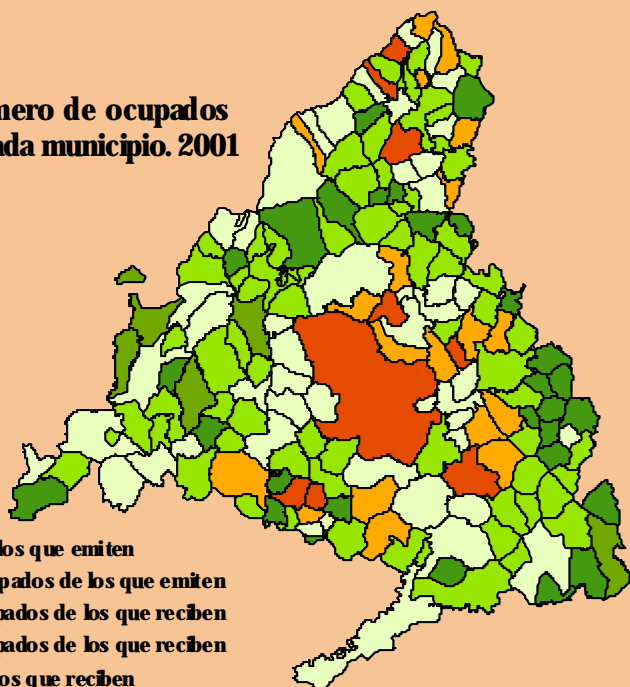 mero de ocupados
ada municipio. 2001
los que emiten
pados de los que emiten
pados de los que reciben
pados de los que reciben
os que reciben